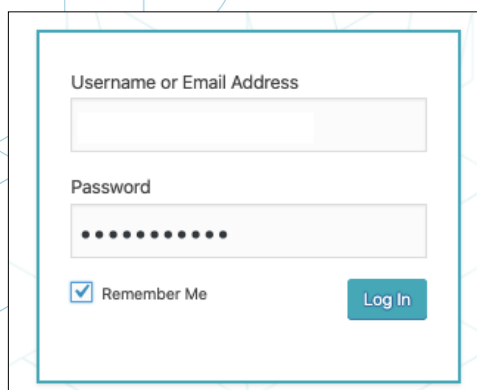 Username or Email Address
Password
•••••••••••
Remember Me
Log In